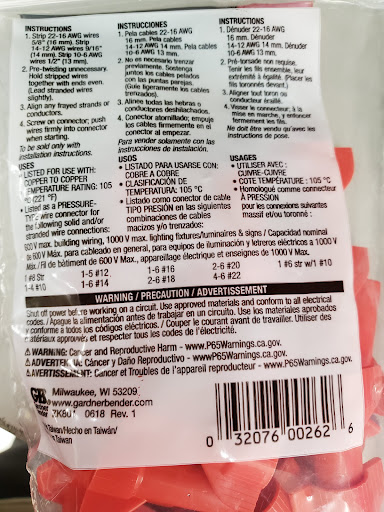 INSTRUCTIONS
1. Strip 22-16 AWG wires
5/8" (16 mm). Strip
14-12 AWG wires 9/16"
(14 mm). Strip 10-6 AWG
wires 1/2" (13 mm).
2. Pre-twisting unnecessary.
Hold stripped wires
together with ends even.
(Lead stranded wires
slightly).
3. Align any frayed strands or
conductors.
4. Screw on connector; push
wires firmly into connector
when starting.
To be sold only with
installation instructions.
USES
LISTED FOR USE WITH:
COPPER TO COPPER
TEMPERATURE RATING: 105
°C (221 °F)
Listed as a PRESSURE-
TYPE wire connector for
the following solid and/or
stranded wire connections:
INSTRUCCIONES
1. Pela cables 22-16 AWG
16 mm. Pela cables
14-12 AWG 14 mm. Pela cables
10-6 AWG 13 mm.
2. No es necesario trenzar
previamente. Sostenga
juntos los cables pelados
con las puntas parejas.
(Guíe ligeramente los cables
trenzados).
3. Alinee todas las hebras o
conductores deshilachados.
4. Conector atornillado; empuje
los cables firmemente en el
conector al empezar.
Para vender solamente con las
instrucciones de instalación.
USOS
• LISTADO PARA USARSE CON:
COBRE A COBRE
• CLASIFICACIÓN DE
TEMPERATURA: 105 °C
• Listado como conector de cable
TIPO PRESIÓN en las siguientes
combinaciones de cables
macizos y/o trenzados:
INSTRUCTIONS
1. Dénuder 22-16 AWG
16 mm. Dénuder
14-12 AWG 14 mm. Dénuder
10-6 AWG 13 mm.
2. Pré-torsade non requise.
Tenir les fils ensemble, leur
extrémité à égalité. (Placer les
fils toronnés devant.)
3. Aligner tout toron ou
conducteur éraillé.
4. Visser le connecteur; à la
mise en marche, y enfoncer
fermement les fils.
Ne doit être vendu qu'avec les
instructions de pose.
USAGES
• UTILISER AVEC :
CUIVRE-CUIVRE
• COTE TEMPÉRATURE : 105 °C
• Homologué comme connecteur
À PRESSION
pour les connexions suivantes
massif et/ou toronné :
600 V max. building wiring, 1000 V max. lighting fixtures/luminaires & signs / Capacidad nominal
de 600 V Máx. para cableado en general, para equipos de iluminación y letreros eléctricos a 1000 V
Max./Fil de bâtiment de 600 V Max., appareillage électrique et enseignes de 1000 V Max.
1 #8 Str 1-5 #12 1-6 #16 2-6 #20 1 #6 str w/1 #10
1-4 #10 1-6 #14 2-6 #18 4-6 #22
WARNING / PRECAUTION / ADVERTISEMENT
Shut off power before working on a circuit. Use approved materials and conform to all electrical
codes. / Apague la alimentación antes de trabajar en un circuito. Use los materiales aprobados
y conforme a todos los códigos eléctricos. / Couper le courant avant de travailler. Utiliser des
matériaux approuvés et respecter tous les codes de l'électricité.
⚠WARNING: Cancer and Reproductive Harm - www.P65Warnings.ca.gov.
⚠ADVERTENCIA: Cáncer y Daño Reproductivo - www.P65Warnings.ca.gov.
⚠AVERTISSEMENT: Cancer et Troubles de l'appareil reproducteur - www.P65Warnings.ca.gov.
GB
Milwaukee, WI 53209
www.gardnerbender.com
0618 Rev. 1
Taiwan/Hecho en Taiwán/
Taiwan
0 32076 00262 6